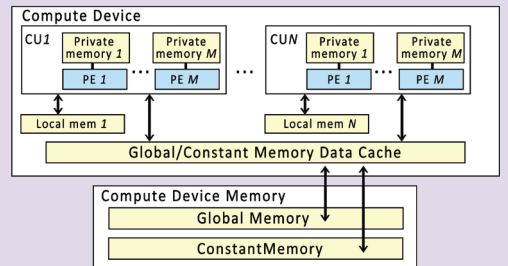 Compute Device
CU1
Private memory 1
Private memory M
PE 1
...
PE M
...
CUN
Private memory 1
Private memory M
PE 1
...
PE M
Local mem 1
Local mem N
Global/Constant Memory Data Cache
Compute Device Memory
Global Memory
ConstantMemory